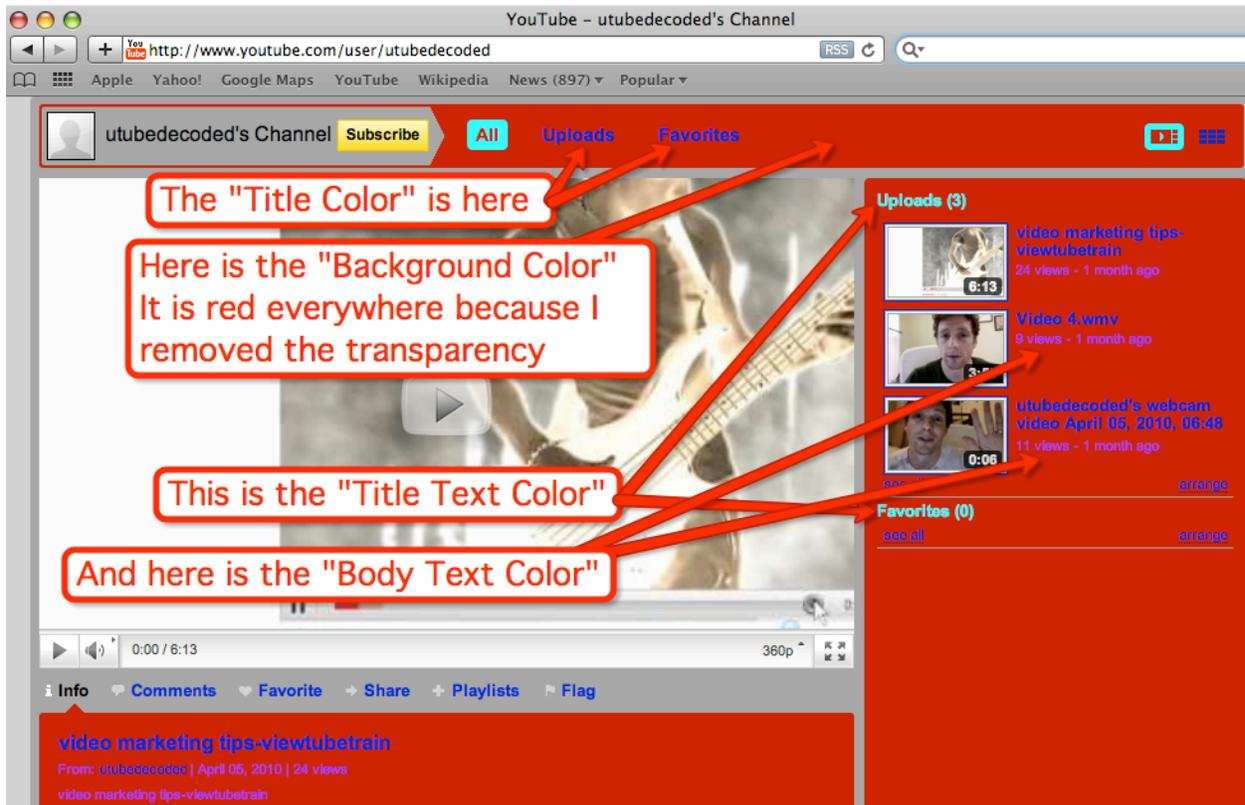 YouTube – utubedecoded's Channel
You Tube http://www.youtube.com/user/utubedecoded RSS
Apple Yahoo! Google Maps YouTube Wikipedia News (897) Popular
utubedecoded's Channel Subscribe All Uploads Favorites
The "Title Color" is here
Here is the "Background Color"
It is red everywhere because I
removed the transparency
This is the "Title Text Color"
And here is the "Body Text Color"
0:00 / 6:13 360p
Info Comments Favorite Share Playlists Flag
video marketing tips-viewtubetrain
From: utubedecoded | April 05, 2010 | 24 views
video marketing tips-viewtubetrain
Uploads (3)
6:13
video marketing tips-
viewtubetrain
24 views - 1 month ago
Video 4.wmv
9 views - 1 month ago
0:06
utubedecoded's webcam
video April 05, 2010, 06:48
11 views - 1 month ago
arrange
Favorites (0)
see all arrange